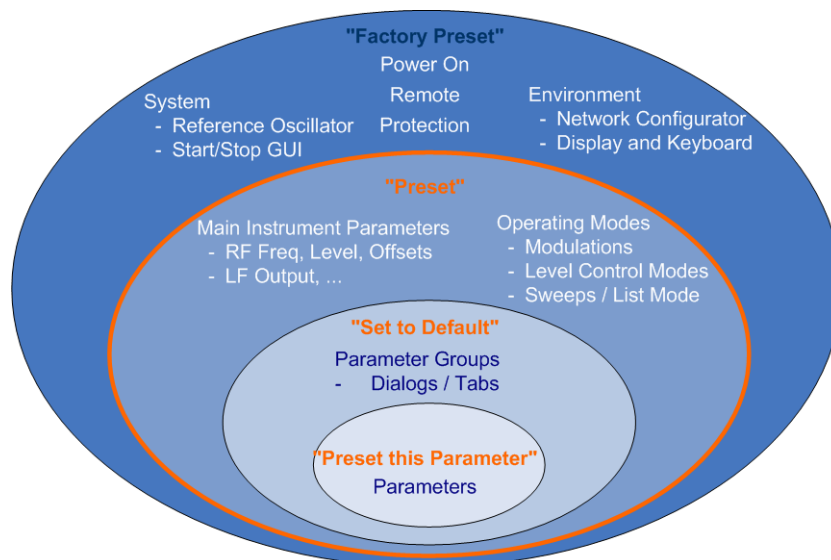 "Factory Preset"
Power On
Remote
Protection
System
- Reference Oscillator
- Start/Stop GUI
Environment
- Network Configurator
- Display and Keyboard
"Preset"
Main Instrument Parameters
- RF Freq, Level, Offsets
- LF Output, ...
Operating Modes
- Modulations
- Level Control Modes
- Sweeps / List Mode
"Set to Default"
Parameter Groups
- Dialogs / Tabs
"Preset this Parameter"
Parameters